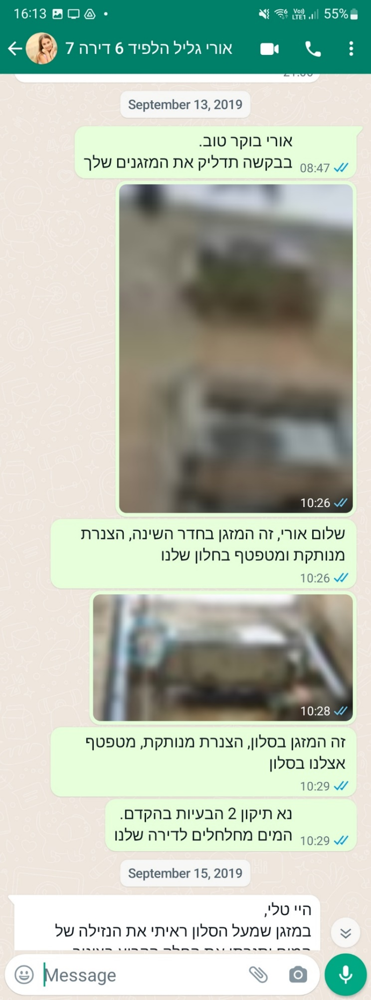 16:13
Vo)) LTE1 55%
אורי גליל הלפיד 6 דירה 7
September 13, 2019
אורי בוקר טוב.
בבקשה תדליק את המזגנים שלך
08:47
10:26
שלום אורי, זה המזגן בחדר השינה, הצנרת
מנותקת ומטפטף בחלון שלנו
10:26
10:28
זה המזגן בסלון, הצנרת מנותקת, מטפטף
אצלנו בסלון
10:29
נא תיקון 2 הבעיות בהקדם.
המים מחלחלים לדירה שלנו
10:29
September 15, 2019
היי טלי,
במזגן שמעל הסלון ראיתי את הנזילה של
Message